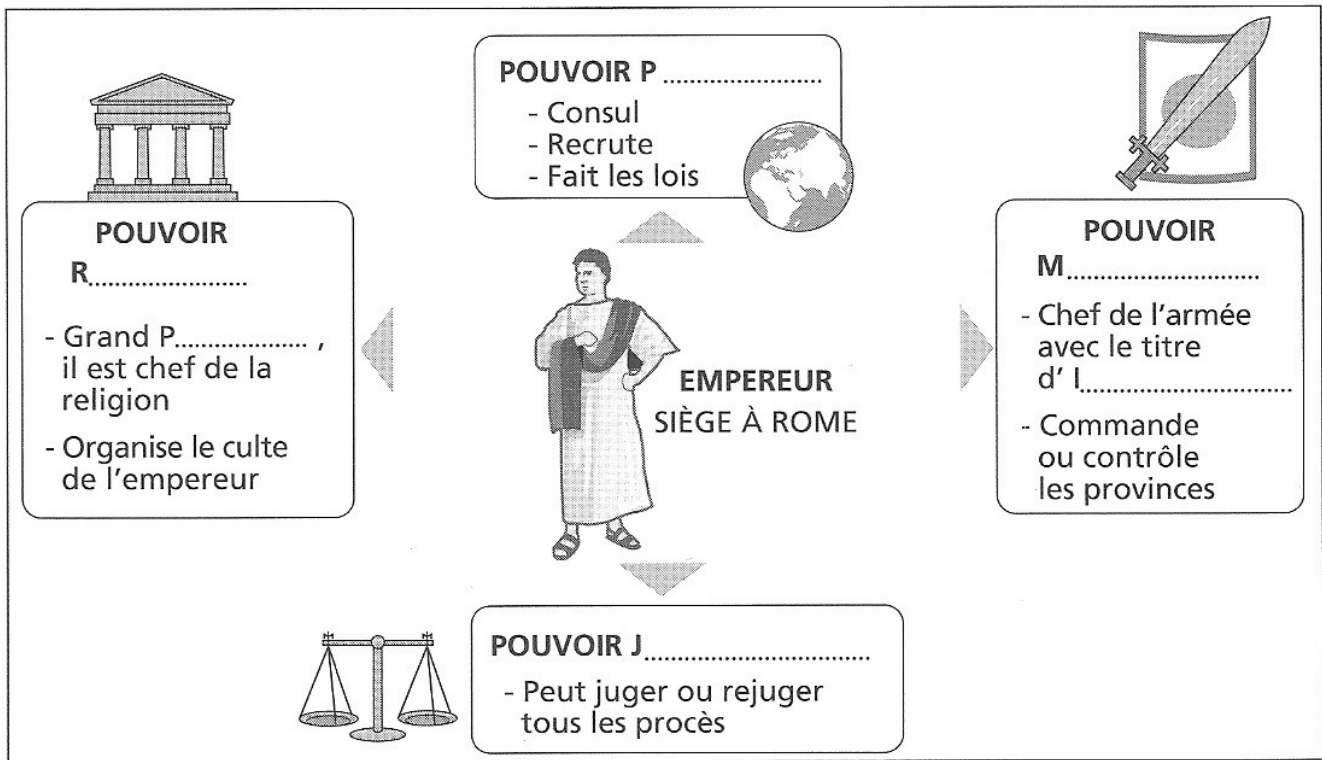 POUVOIR P......................
- Consul
- Recrute
- Fait les lois
POUVOIR
R......................
- Grand P................... ,
il est chef de la
religion
- Organise le culte
de l'empereur
EMPEREUR
SIÈGE À ROME
POUVOIR
M...........................
- Chef de l'armée
avec le titre
d' I.............................
- Commande
ou contrôle
les provinces
POUVOIR J................................
- Peut juger ou rejuger
tous les procès